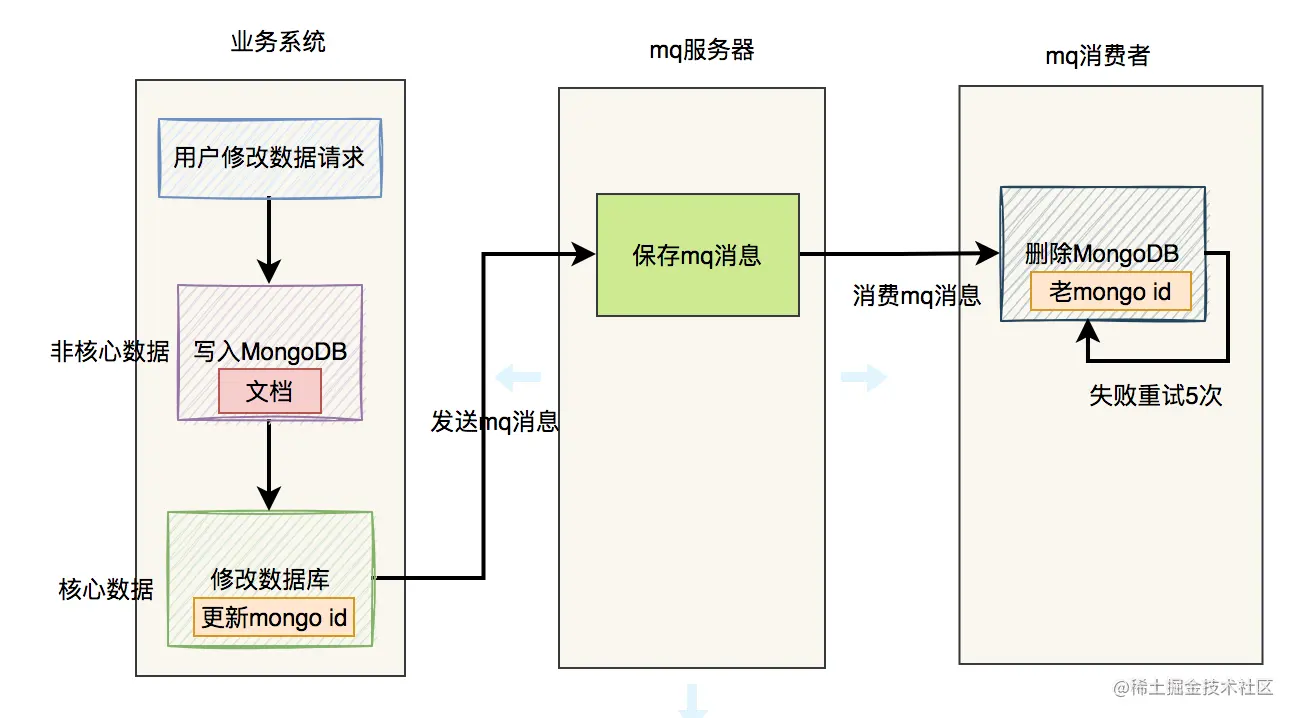 业务系统
mq服务器
mq消费者
用户修改数据请求
非核心数据
写入MongoDB
文档
核心数据
修改数据库
更新mongo id
发送mq消息
保存mq消息
消费mq消息
删除MongoDB
老mongo id
失败重试5次
@稀土掘金技术社区